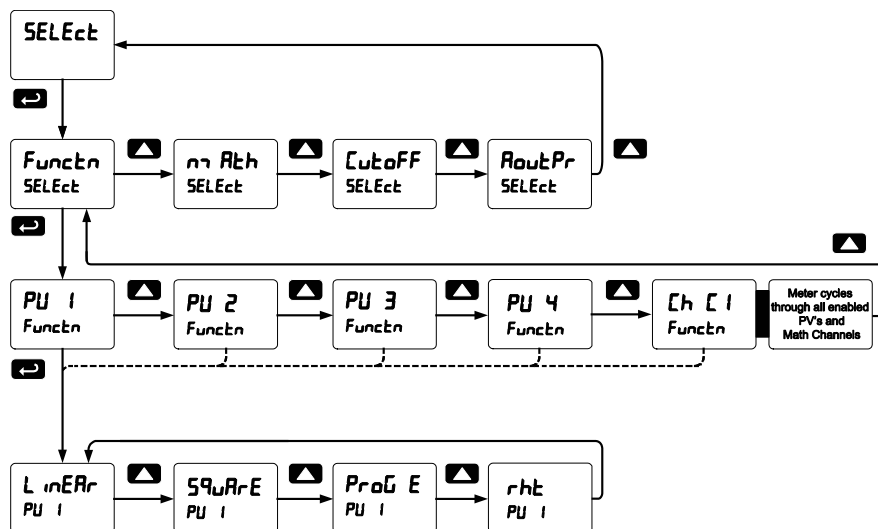 SELEct
Functn
SELEct
m Ath
SELEct
CutoFF
SELEct
AoutPr
SELEct
PU 1
Functn
PU 2
Functn
PU 3
Functn
PU 4
Functn
Ch C1
Functn
Meter cycles
through all enabled
PV's and
Math Channels
LinEAr
PU 1
SquArE
PU 1
ProG E
PU 1
rht
PU 1